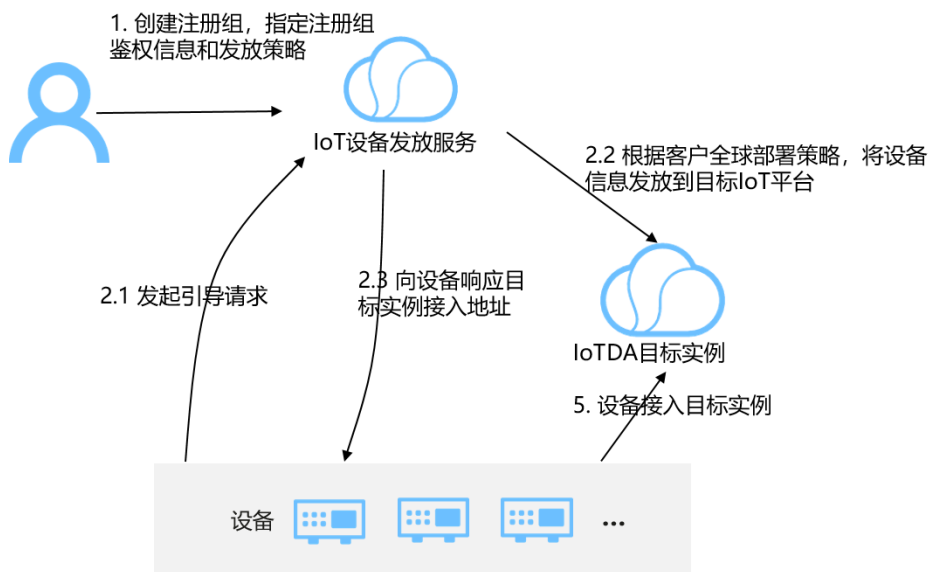 1. 创建注册组，指定注册组
鉴权信息和发放策略
IoT设备发放服务
2.2 根据客户全球部署策略，将设备
信息发放到目标IoT平台
2.1 发起引导请求
2.3 向设备响应目
标实例接入地址
IoTDA目标实例
5. 设备接入目标实例
设备
...